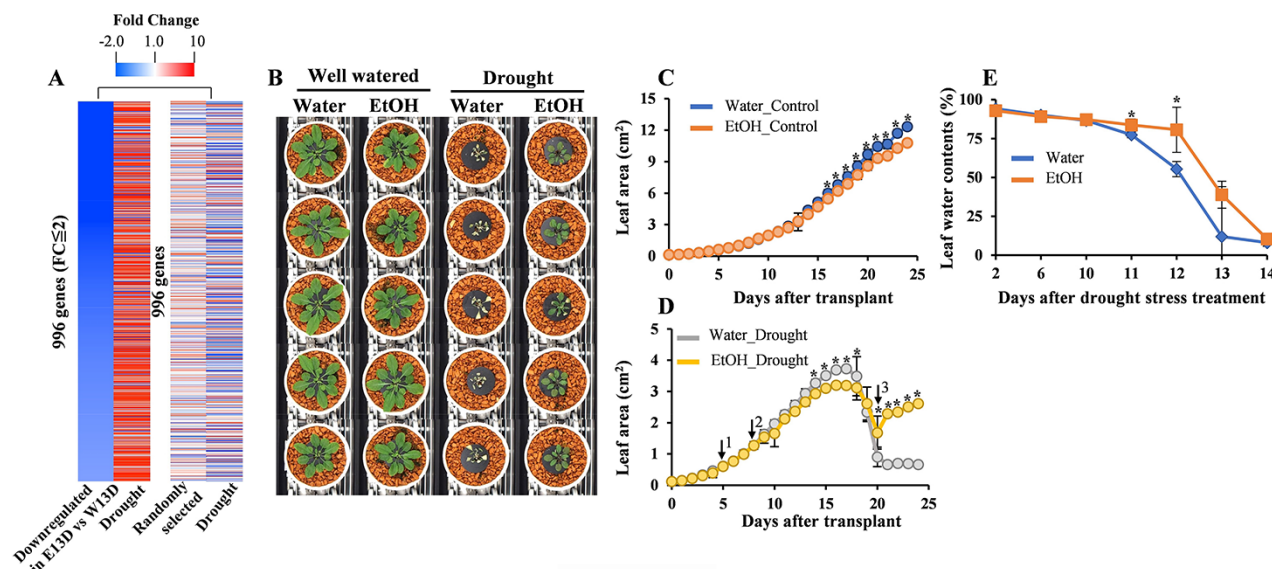 Fold Change
-2.0 1.0 10
A
996 genes (FC≦2)
996 genes
Downregulated
in E13D vs W13D
Drought
Randomly
selected
Drought
B
Well watered
Drought
Water EtOH Water EtOH
C
Leaf area (cm²)
15
12
9
6
3
0
Water_Control
EtOH_Control
* * * * * * * * *
0 5 10 15 20 25
Days after transplant
D
Leaf area (cm²)
5
4
3
2
1
0
Water_Drought
EtOH_Drought
* * * * *
1
2
3
* * * * *
0 5 10 15 20 25
Days after transplant
E
Leaf water contents (%)
100
75
50
25
0
* *
Water
EtOH
2 6 10 11 12 13 14
Days after drought stress treatment